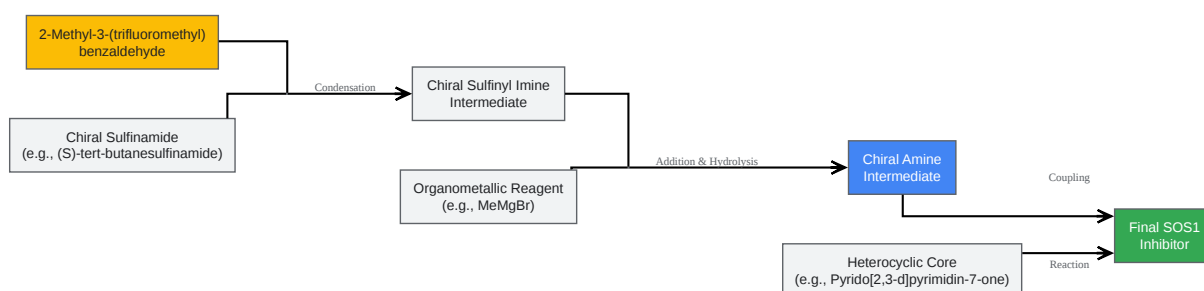 2-Methyl-3-(trifluoromethyl)
benzaldehyde
Condensation
Chiral Sulfinyl Imine
Intermediate
Chiral Sulfinamide
(e.g., (S)-tert-butanesulfinamide)
Addition & Hydrolysis
Organometallic Reagent
(e.g., MeMgBr)
Chiral Amine
Intermediate
Coupling
Final SOS1
Inhibitor
Heterocyclic Core
(e.g., Pyrido[2,3-d]pyrimidin-7-one)
Reaction